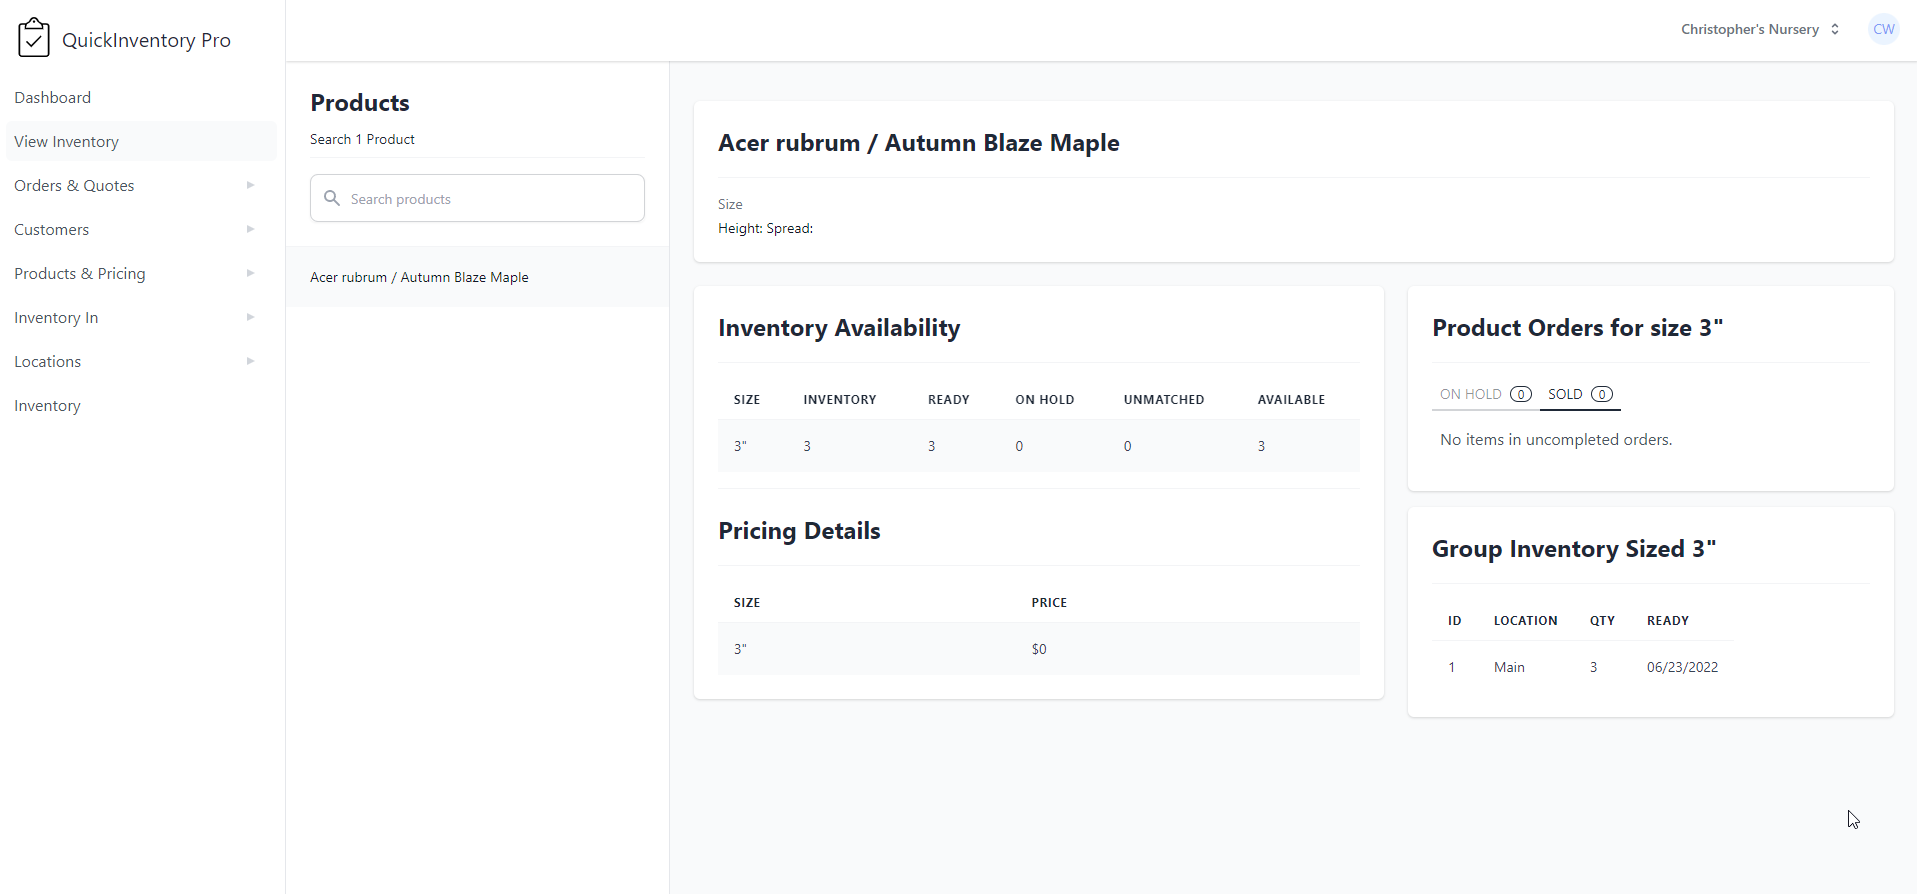 QuickInventory Pro
Dashboard
View Inventory
Orders & Quotes
Customers
Products & Pricing
Inventory In
Locations
Inventory
Christopher's Nursery CW
Products
Search 1 Product
Search products
Acer rubrum / Autumn Blaze Maple
Acer rubrum / Autumn Blaze Maple
Size
Height: Spread:
Inventory Availability
SIZE INVENTORY READY ON HOLD UNMATCHED AVAILABLE
3" 3 3 0 0 3
Pricing Details
SIZE PRICE
3" $0
Product Orders for size 3"
ON HOLD 0 SOLD 0
No items in uncompleted orders.
Group Inventory Sized 3"
ID LOCATION QTY READY
1 Main 3 06/23/2022